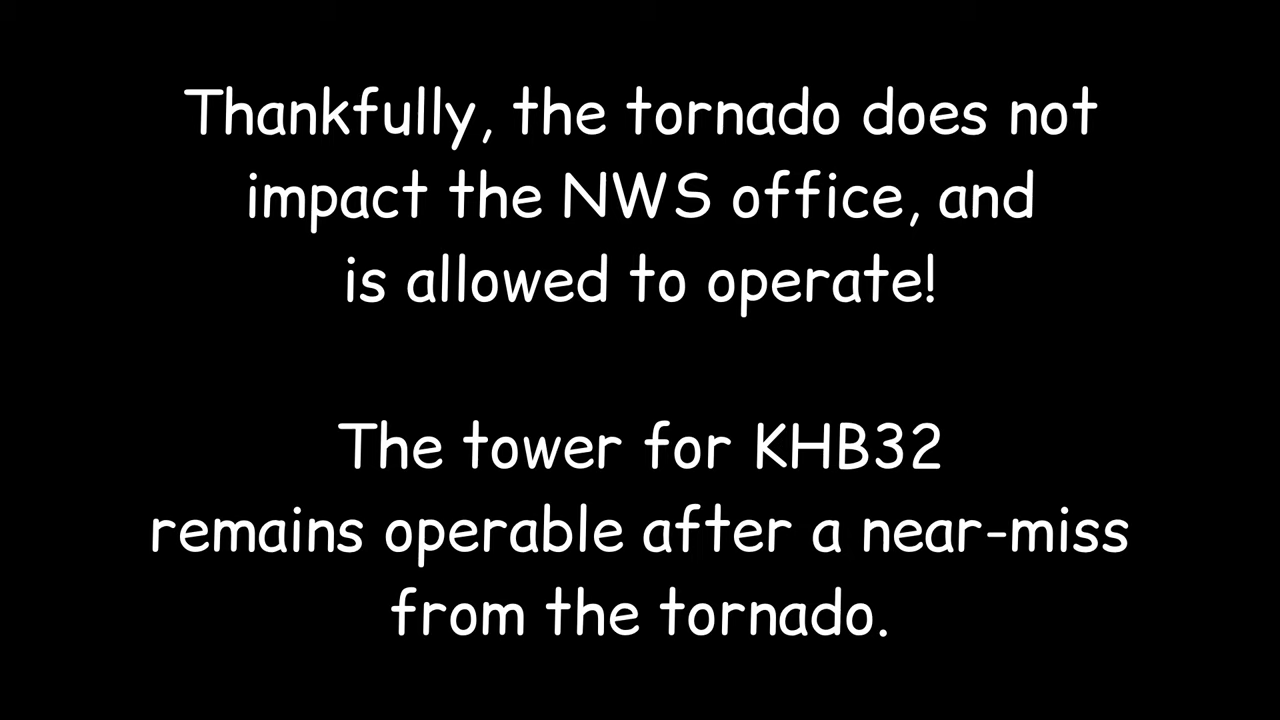 Thankfully, the tornado does not
impact the NWS office, and
is allowed to operate!
The tower for KHB32
remains operable after a near-miss
from the tornado.